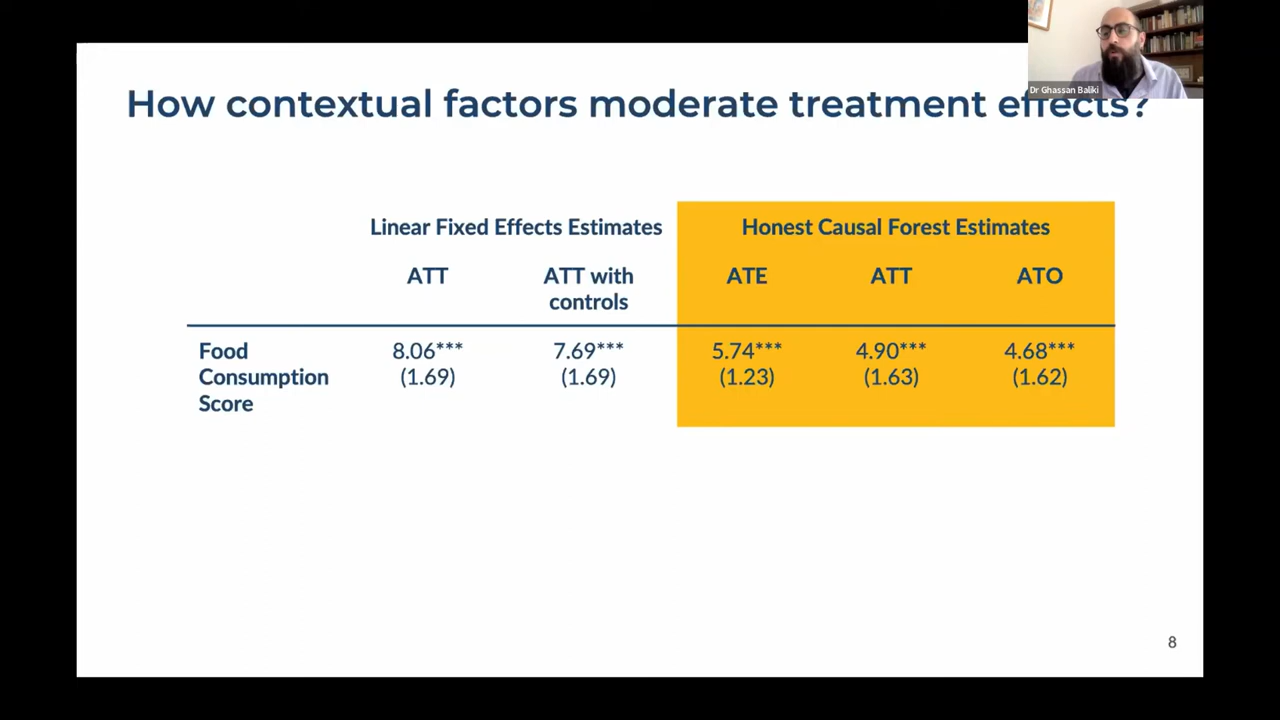 How contextual factors moderate treatment effects?
Dr Ghassan Baliki
Linear Fixed Effects Estimates
Honest Causal Forest Estimates
ATT
ATT with
controls
ATE
ATT
ATO
Food
Consumption
Score
8.06***
(1.69)
7.69***
(1.69)
5.74***
(1.23)
4.90***
(1.63)
4.68***
(1.62)
8